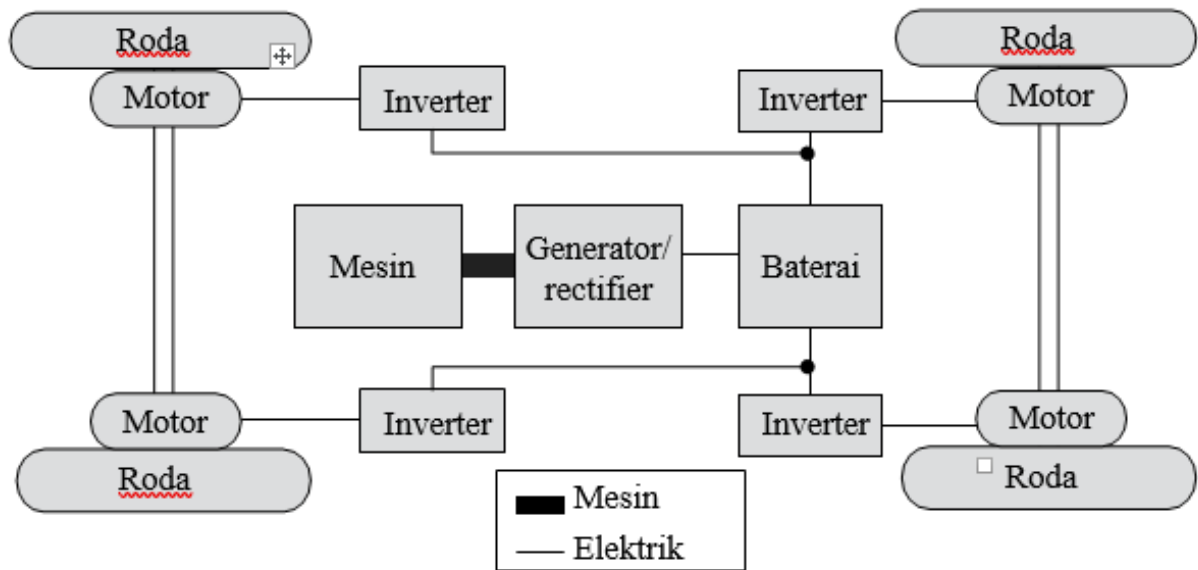 Roda
Roda
Motor
Inverter
Inverter
Motor
Mesin
Generator/
rectifier
Baterai
Motor
Inverter
Inverter
Motor
Roda
Roda
Mesin
Elektrik